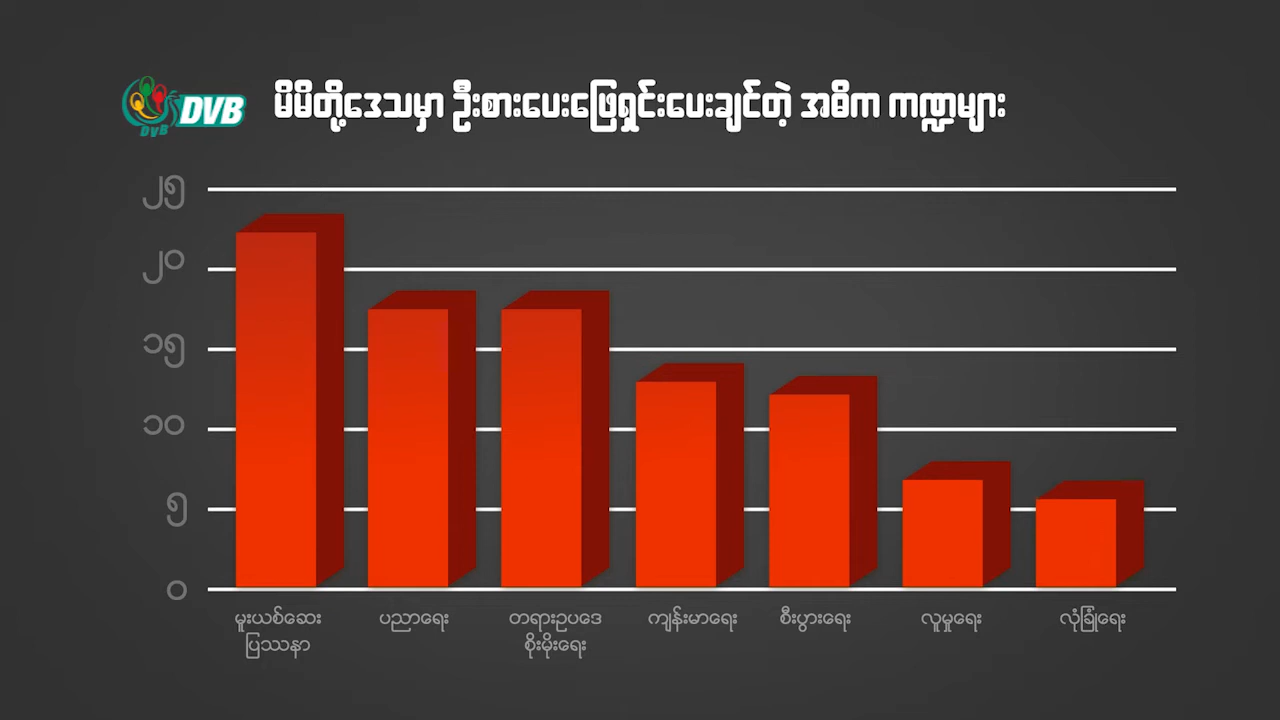 DVB
DVB
မိမိတို့ဒေသမှာ ဦးစားပေးဖြေရှင်းပေးချင်တဲ့ အဓိက ကဏ္ဍများ
၂၅
၂၀
၁၅
၁၀
၅
၀
မူးယစ်ဆေး
ပြဿနာ
ပညာရေး
တရားဥပဒေ
စိုးမိုးရေး
ကျန်းမာရေး
စီးပွားရေး
လူမှုရေး
လုံခြုံရေး